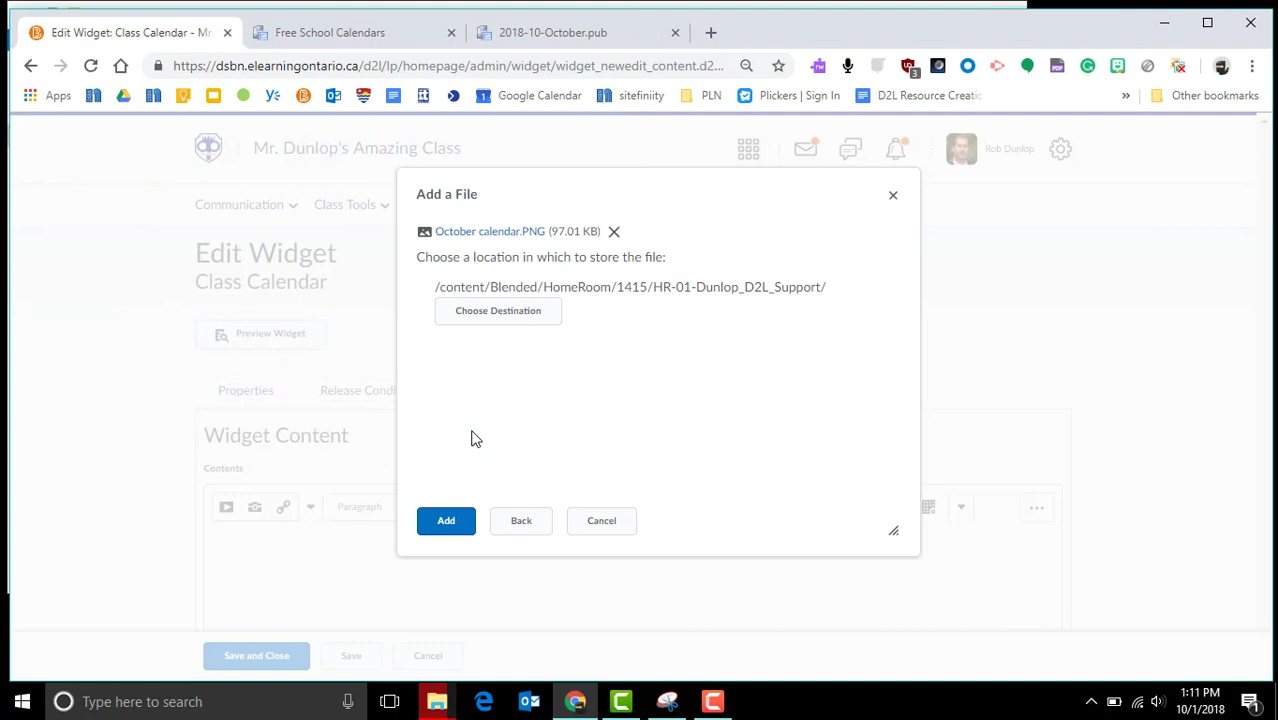 Edit Widget: Class Calendar - Mr.
Free School Calendars
2018-10-October.pub
https://dsbn.elearningontario.ca/d2l/lp/homepage/admin/widget/widget_newedit_content.d2...
3
Apps
Google Calendar
sitefinity
PLN
Plickers | Sign In
D2L Resource Creatio
Other bookmarks
Mr. Dunlop's Amazing Class
Rob Dunlop
Communication
Class Tools
Edit Widget
Class Calendar
Preview Widget
Properties
Release Condi
Widget Content
Contents
Paragraph
Add a File
October calendar.PNG (97.01 KB)
Choose a location in which to store the file:
/content/Blended/HomeRoom/1415/HR-01-Dunlop_D2L_Support/
Choose Destination
Add
Back
Cancel
Save and Close
Save
Cancel
Type here to search
1:11 PM
10/1/2018
1